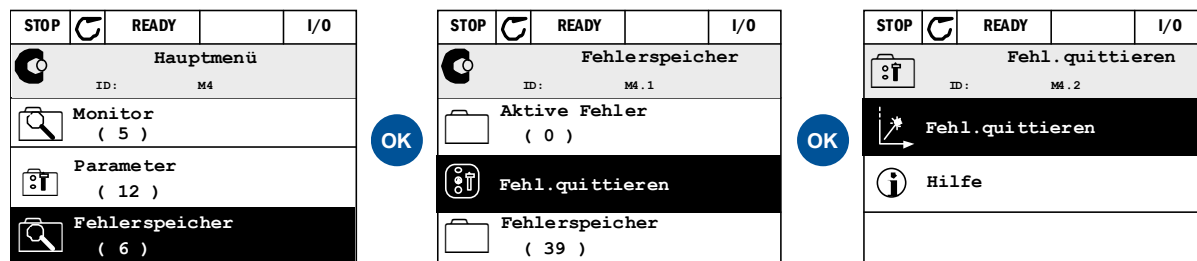 STOP READY I/O
Hauptmenü
ID: M4
Monitor
( 5 )
Parameter
( 12 )
Fehlerspeicher
( 6 )
OK
STOP READY I/O
Fehlerspeicher
ID: M4.1
Aktive Fehler
( 0 )
Fehl.quittieren
Fehlerspeicher
( 39 )
OK
STOP READY I/O
Fehl.quittieren
ID: M4.2
Fehl.quittieren
Hilfe